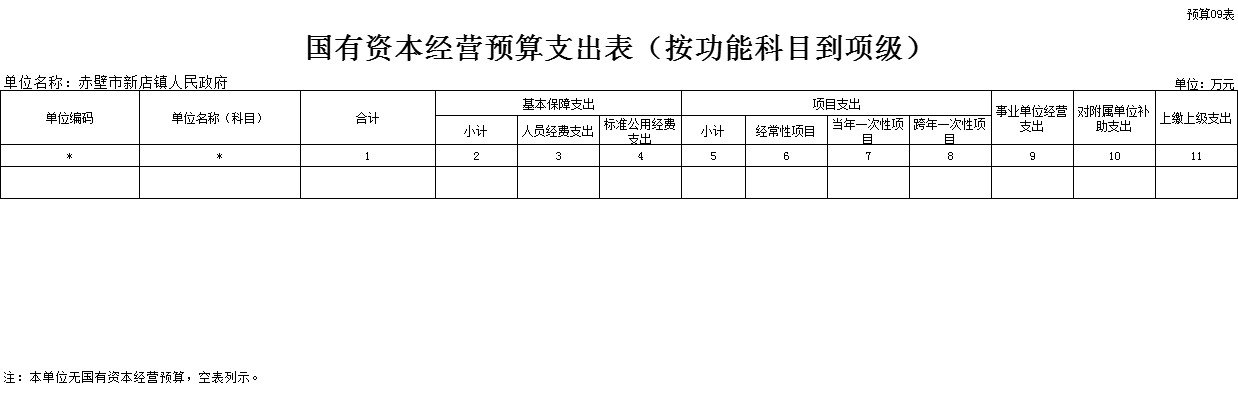 预算09表
国有资本经营预算支出表（按功能科目到项级）
单位名称：赤壁市新店镇人民政府 单位：万元
单位编码 单位名称（科目） 合计 基本保障支出 项目支出 事业单位经营支出 对附属单位补助支出 上缴上级支出
小计 人员经费支出 标准公用经费支出 小计 经常性项目 当年一次性项目 跨年一次性项目
* * 1 2 3 4 5 6 7 8 9 10 11
注：本单位无国有资本经营预算，空表列示。